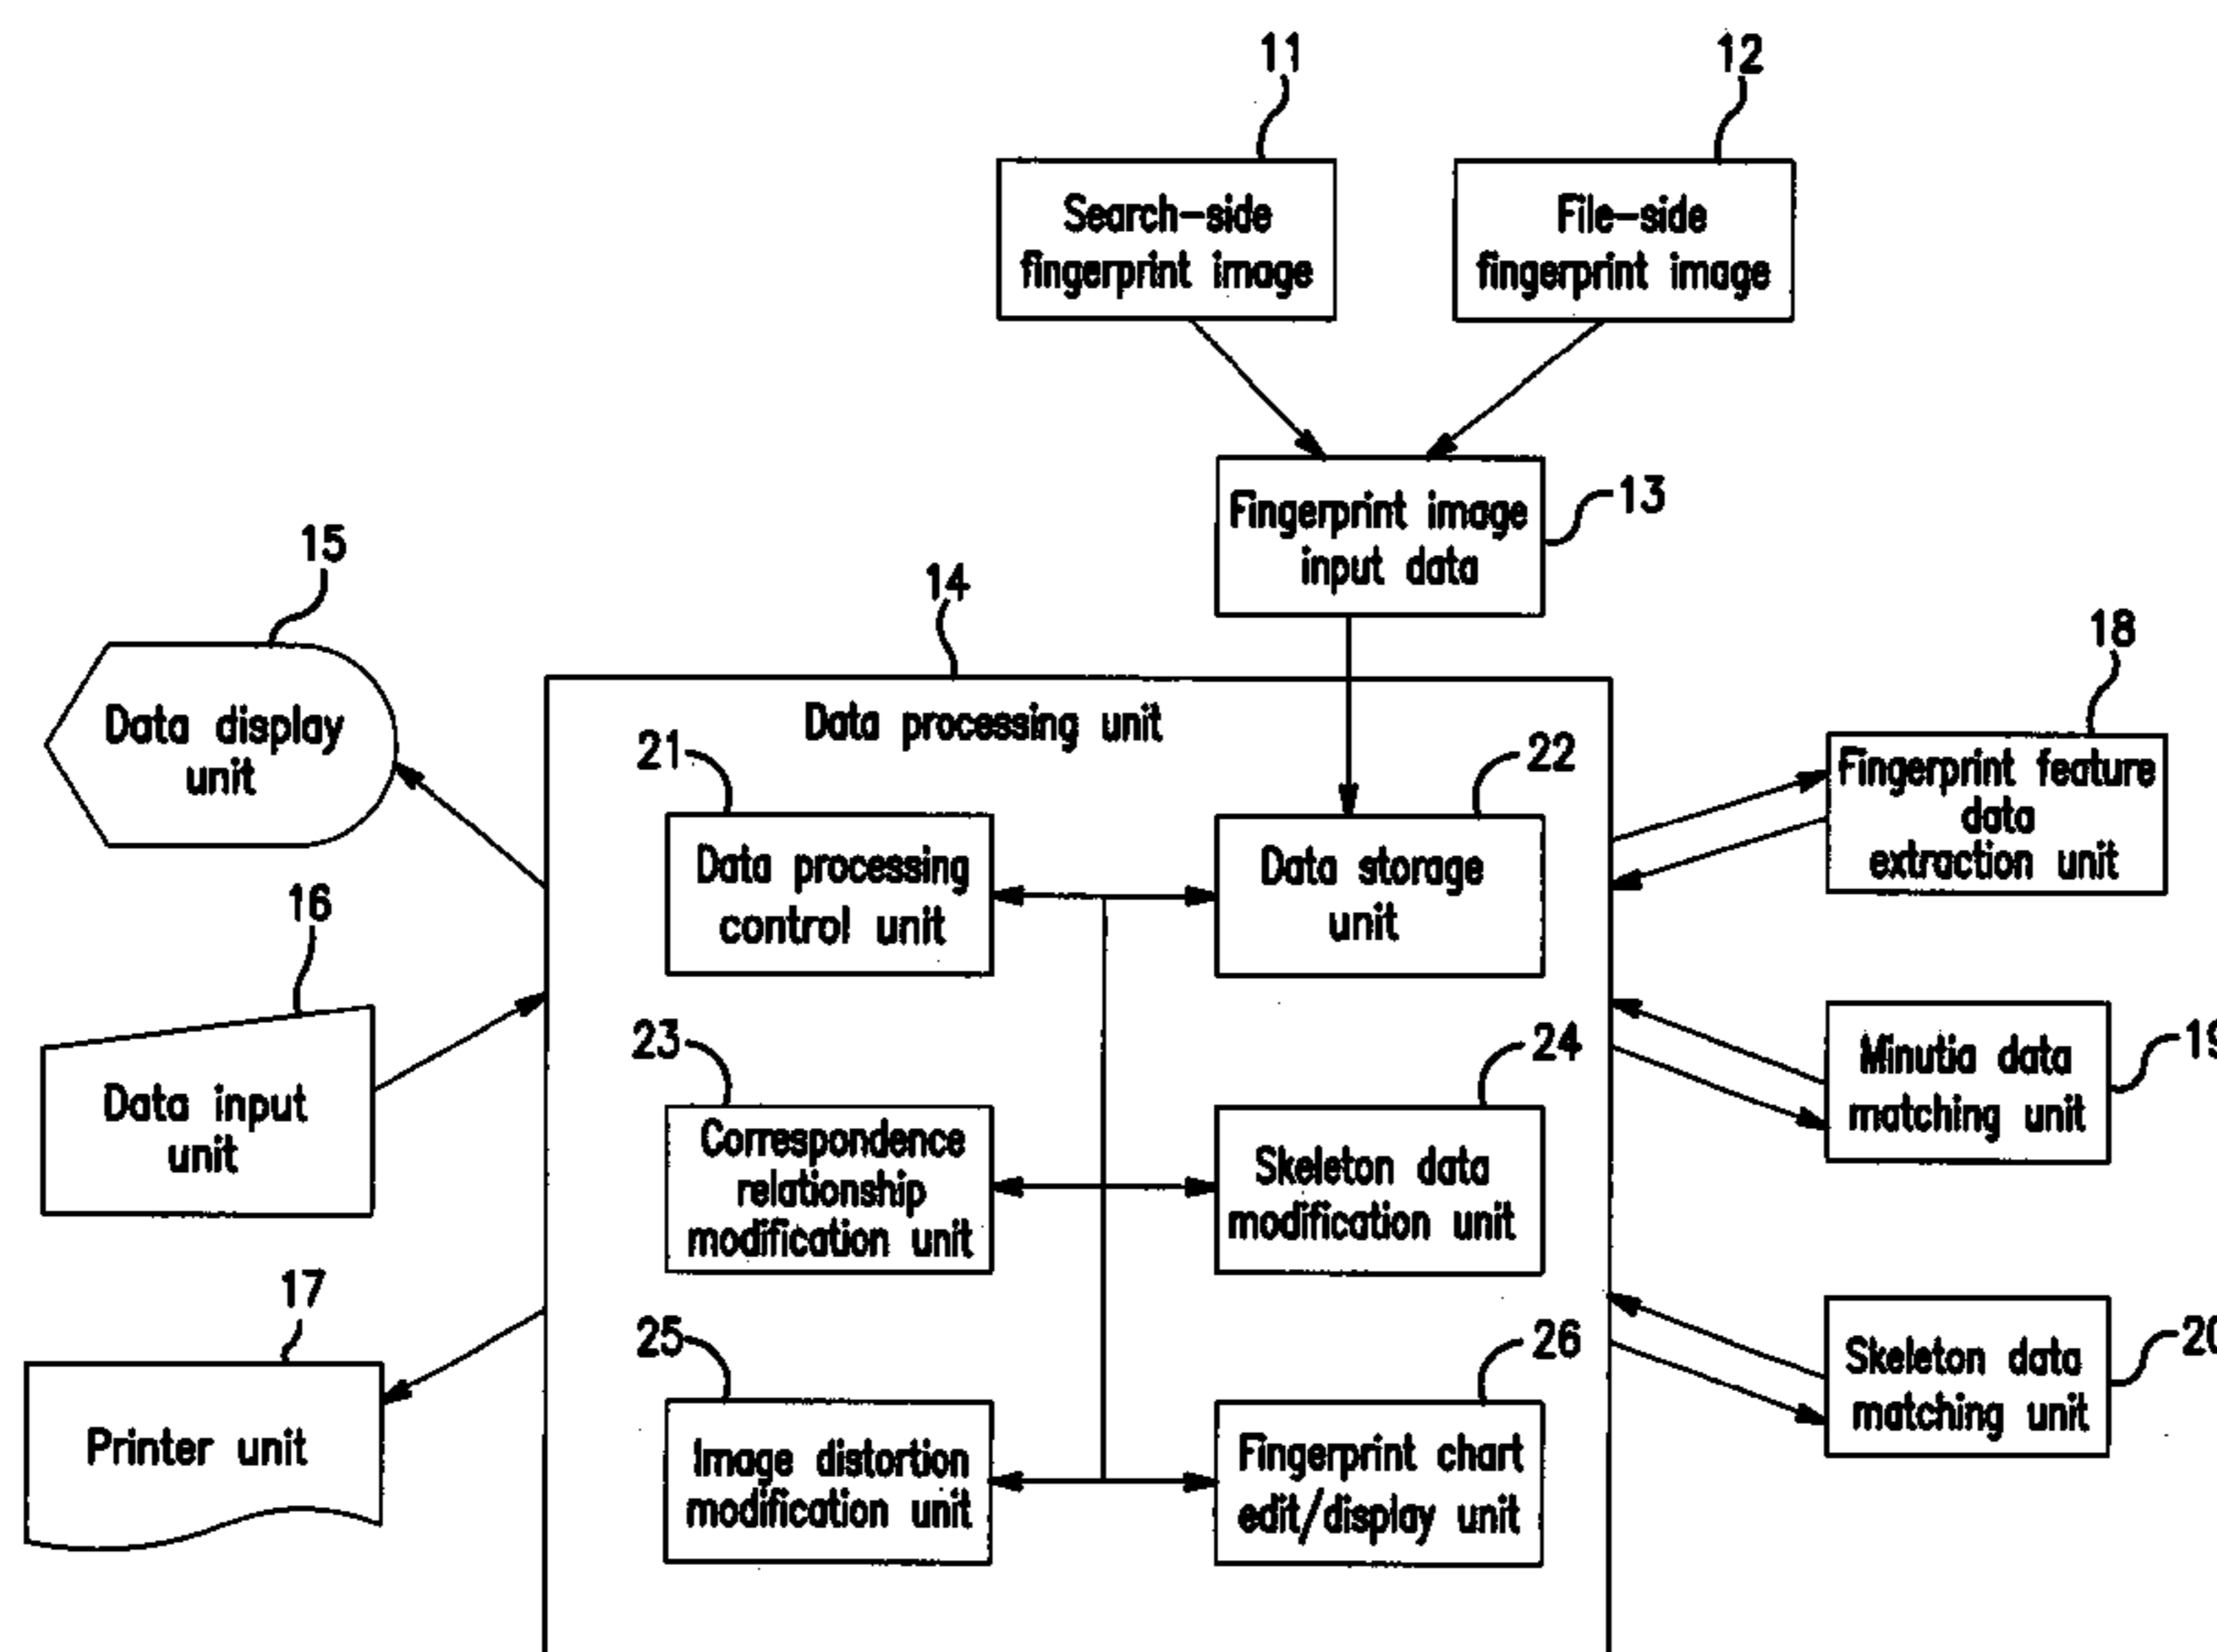 11
12
Search-side
fingerprint image
File-side
fingerprint image
13
Fingerprint image
input data
15
14
18
Data display
unit
Data processing unit
21
22
Fingerprint feature
data
extraction unit
Data processing
control unit
Data storage
unit
16
19
Data input
unit
23
24
Minutia data
matching unit
Correspondence
relationship
modification unit
Skeleton data
modification unit
17
20
Printer unit
25
26
Skeleton data
matching unit
Image distortion
modification unit
Fingerprint chart
edit/display unit